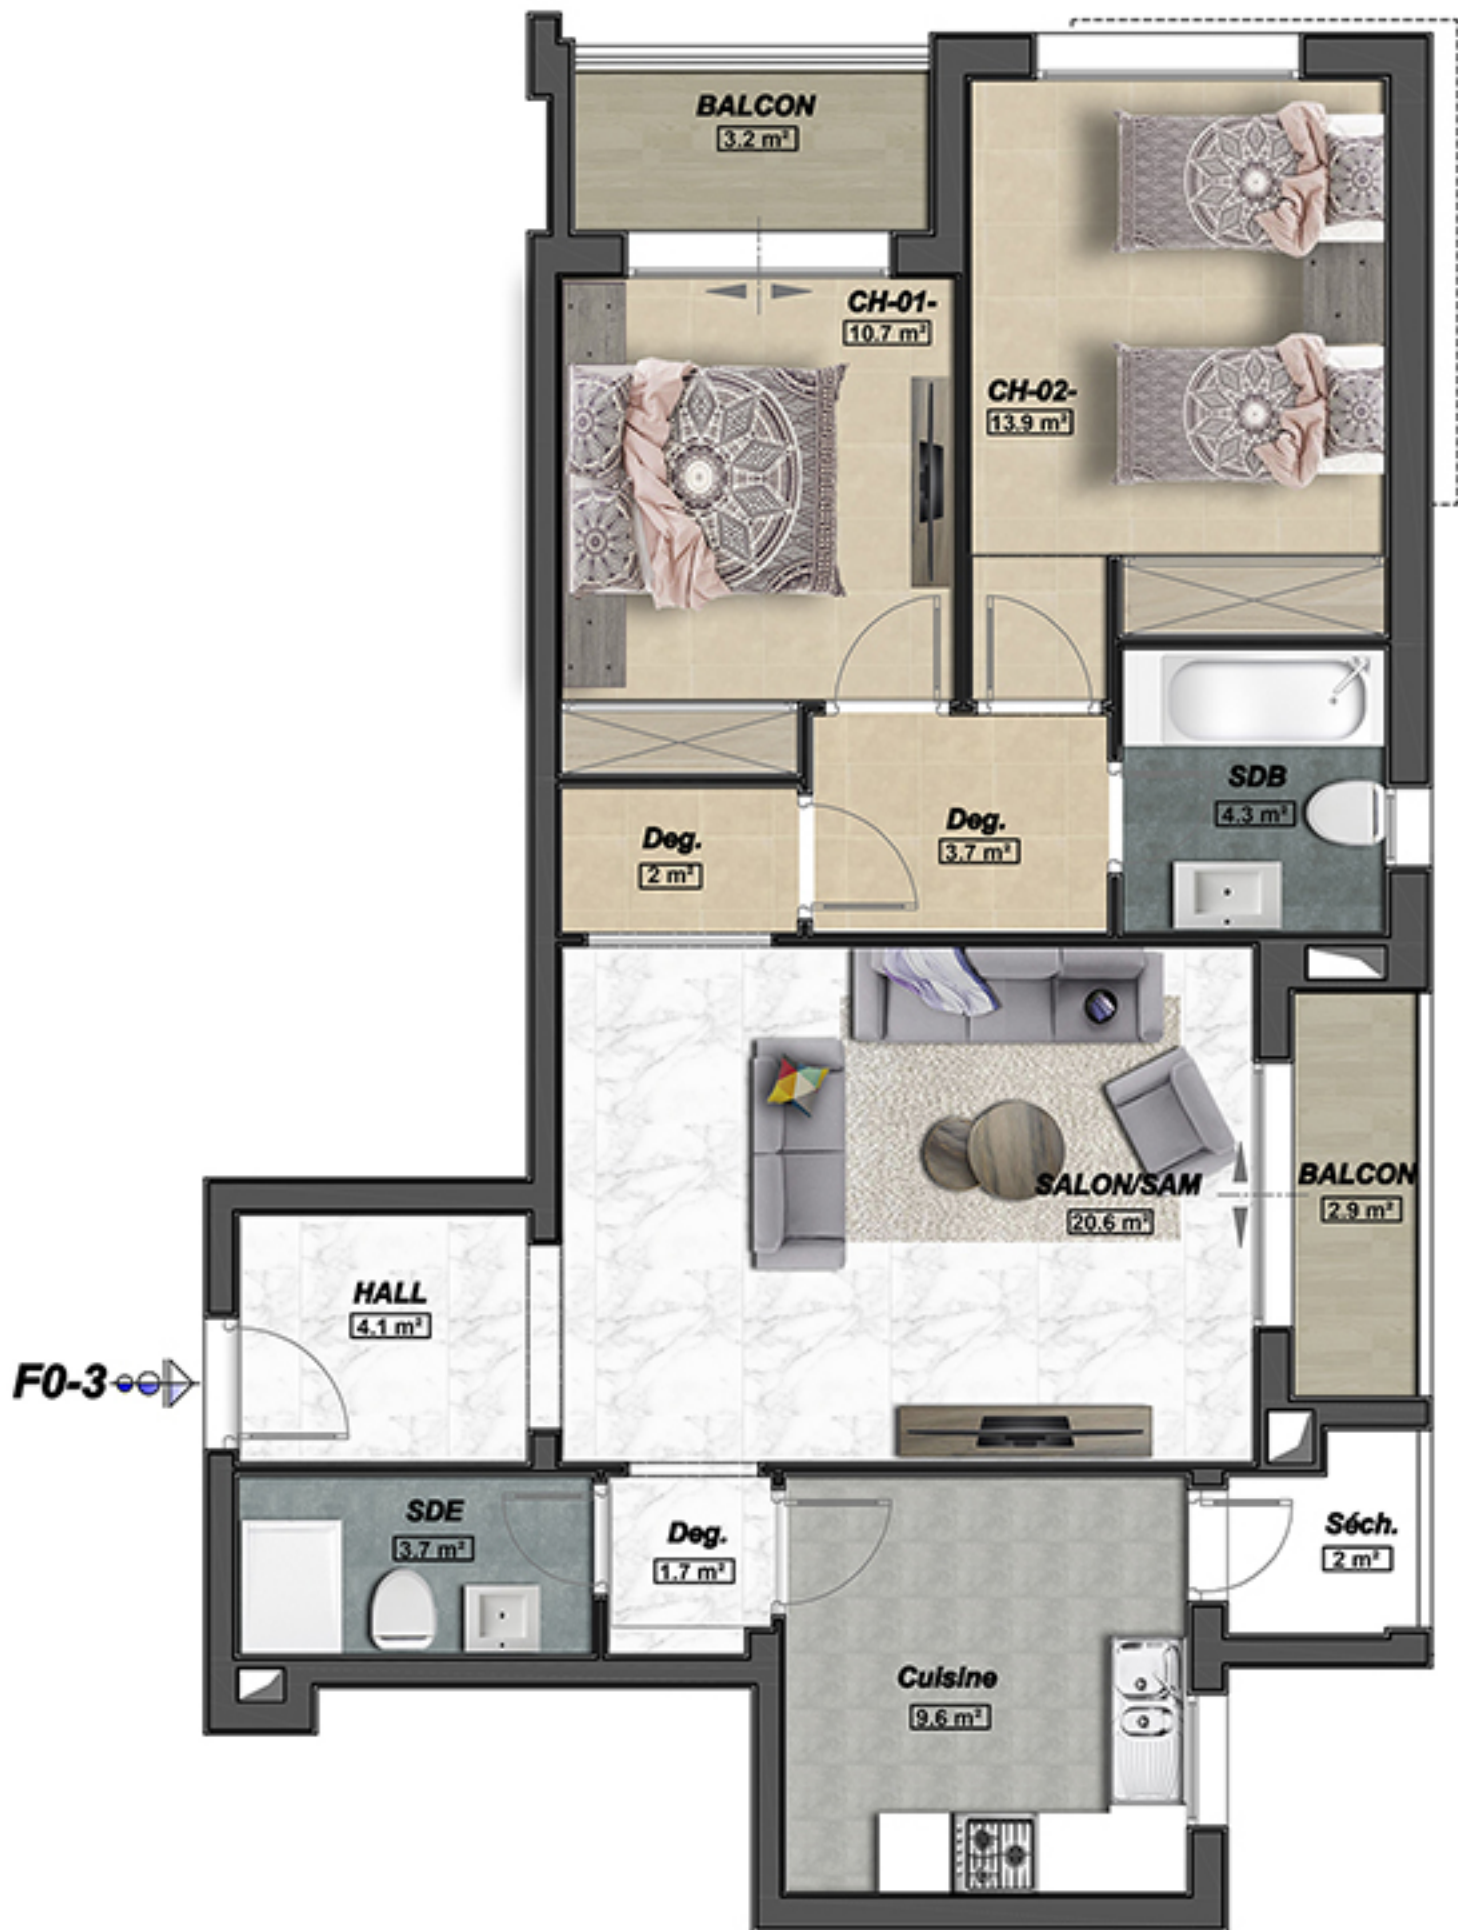 BALCON
3.2 m²
CH-01-
10.7 m²
CH-02-
13.9 m²
SDB
4.3 m²
Deg.
3.7 m²
Deg.
2 m²
SALON/SAM
20.6 m²
BALCON
2.9 m²
HALL
4.1 m²
F0-3
SDE
3.7 m²
Deg.
1.7 m²
Séch.
2 m²
Cuisine
9.6 m²